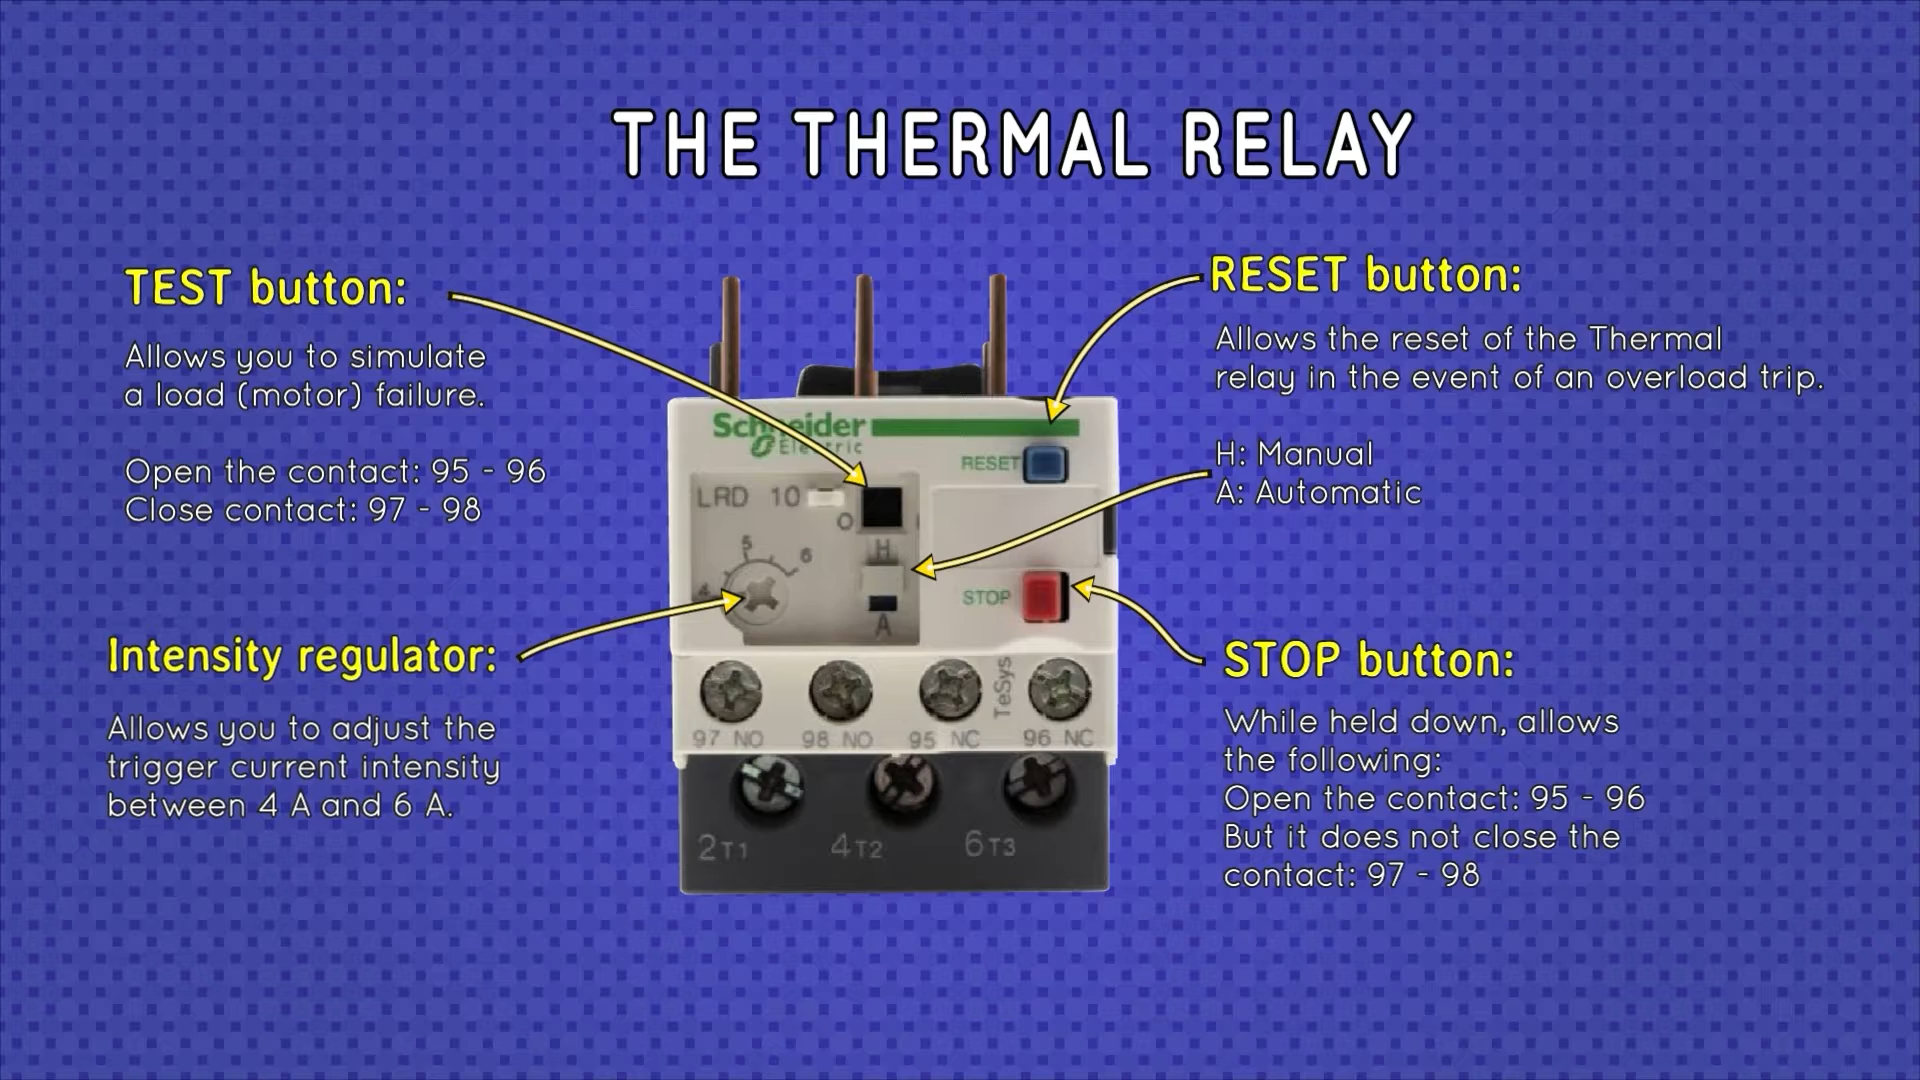 THE THERMAL RELAY
TEST button:
Allows you to simulate
a load (motor) failure.
Open the contact: 95 - 96
Close contact: 97 - 98
Intensity regulator:
Allows you to adjust the
trigger current intensity
between 4 A and 6 A.
RESET button:
Allows the reset of the Thermal
relay in the event of an overload trip.
H: Manual
A: Automatic
STOP button:
While held down, allows
the following:
Open the contact: 95 - 96
But it does not close the
contact: 97 - 98
Schneider
Electric
RESET
LRD 10
O
H
5
6
4
A
STOP
TeSys
97 NO 98 NO 95 NC 96 NC
2T1 4T2 6T3